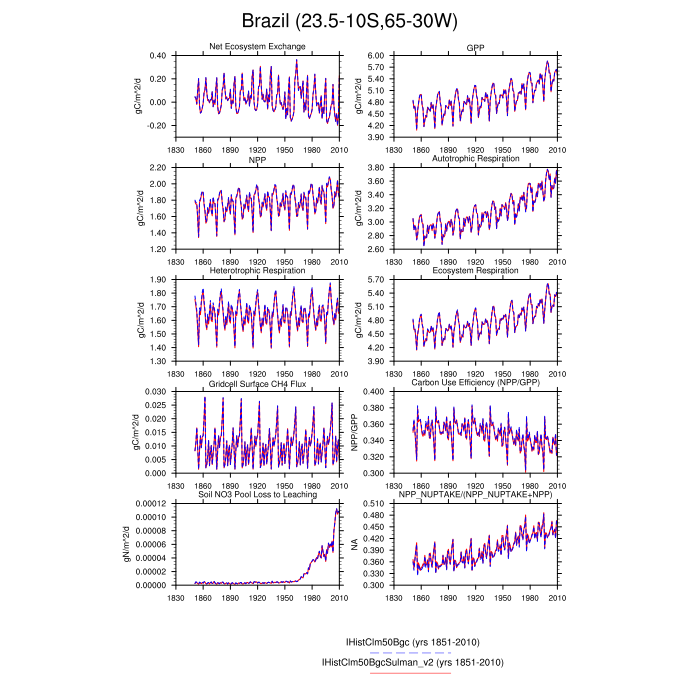 Brazil (23.5-10S,65-30W)
Net Ecosystem Exchange
gC/m^2/d
0.40
0.20
0.00
-0.20
1830 1860 1890 1920 1950 1980 2010
GPP
gC/m^2/d
6.00
5.70
5.40
5.10
4.80
4.50
4.20
3.90
1830 1860 1890 1920 1950 1980 2010
NPP
gC/m^2/d
2.20
2.00
1.80
1.60
1.40
1.20
1830 1860 1890 1920 1950 1980 2010
Autotrophic Respiration
gC/m^2/d
3.80
3.60
3.40
3.20
3.00
2.80
2.60
1830 1860 1890 1920 1950 1980 2010
Heterotrophic Respiration
gC/m^2/d
1.90
1.80
1.70
1.60
1.50
1.40
1.30
1830 1860 1890 1920 1950 1980 2010
Ecosystem Respiration
gC/m^2/d
5.70
5.40
5.10
4.80
4.50
4.20
3.90
1830 1860 1890 1920 1950 1980 2010
Gridcell Surface CH4 Flux
gC/m^2/d
0.030
0.025
0.020
0.015
0.010
0.005
0.000
1830 1860 1890 1920 1950 1980 2010
Carbon Use Efficiency (NPP/GPP)
NPP/GPP
0.400
0.380
0.360
0.340
0.320
0.300
1830 1860 1890 1920 1950 1980 2010
Soil NO3 Pool Loss to Leaching
gN/m^2/d
0.00012
0.00010
0.00008
0.00006
0.00004
0.00002
0.00000
1830 1860 1890 1920 1950 1980 2010
NPP_NUPTAKE/(NPP_NUPTAKE+NPP)
NA
0.510
0.480
0.450
0.420
0.390
0.360
0.330
0.300
1830 1860 1890 1920 1950 1980 2010
IHistClm50Bgc (yrs 1851-2010)
IHistClm50BgcSulman_v2 (yrs 1851-2010)